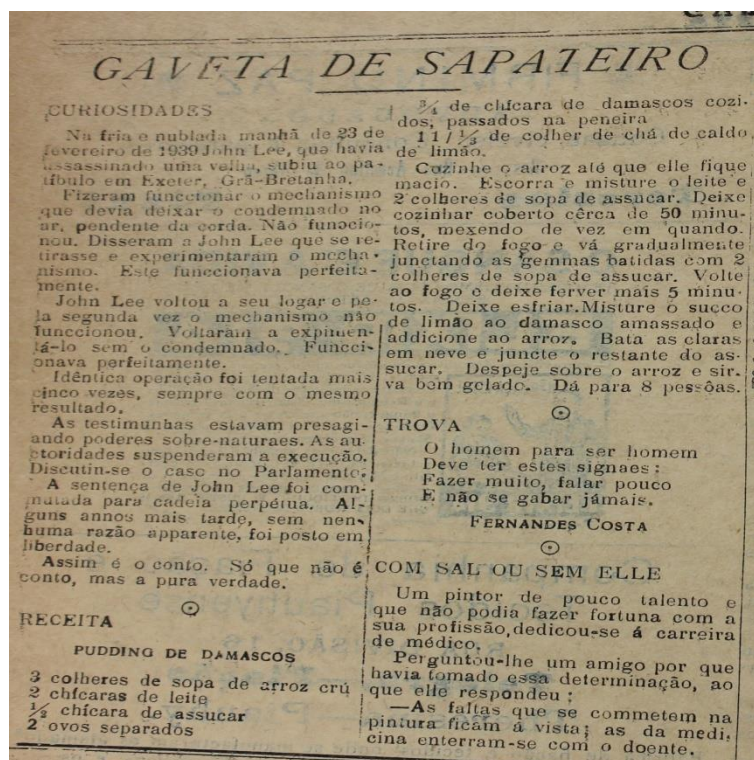 GAVETA DE SAPATEIRO
CURIOSIDADES
Na fria e nublada manhã de 23 de
fevereiro de 1939 John Lee, que havia
assassinado uma velha, subiu ao pa-
tíbulo em Exeter, Grã-Bretanha.
Fizeram funccionar o mechanismo
que devia deixar o condemnado no
ar, pendente da corda. Não funccio-
nou. Disseram a John Lee que se re-
tirasse e experimentaram o mecha-
nismo. Este funccionava perfeita-
mente.
John Lee voltou a seu logar e pe-
la segunda vez o mechanismo não
funccionou. Voltaram a expimen-
tá-lo sem o condemnado. Funcci-
onava perfeitamente.
Idêntica operação foi tentada mais
cinco vezes, sempre com o mesmo
resultado.
As testimunhas estavam presagi-
ando poderes sobre-naturaes. As au-
ctoridades suspenderam a execução.
Discutin-se o caso no Parlamento.
A sentença de John Lee foi com-
mutada para cadeia perpétua. Al-
guns annos mais tarde, sem nen-
huma razão apparente, foi posto em
liberdade.
Assim é o conto. Só que não é
conto, mas a pura verdade.
RECEITA
PUDDING DE DAMASCOS
3 colheres de sopa de arroz crú
2 chícaras de leite
½ chícara de assucar
2 ovos separados
¾ de chícara de damascos cozi-
dos, passados na peneira
1 1/½ de colher de chá de caldo
de limão.
Cozinhe o arroz até que elle fique
macio. Escorra e misture o leite e
2 colheres de sopa de assucar. Deixe
cozinhar coberto cêrca de 50 minu-
tos, mexendo de vez em quando.
Retire do fogo e vá gradualmente
junctando as gemmas batidas com 2
colheres de sopa de assucar. Volte
ao fogo e deixe ferver mais 5 minu-
tos. Deixe esfriar. Misture o succo
de limão ao damasco amassado e
addicione ao arroz. Bata as claras
em neve e juncte o restante do as-
sucar. Despeje sobre o arroz e sir-
va bem gelado. Dá para 8 pessôas.
TROVA
O homem para ser homem
Deve ter estes signaes:
Fazer muito, falar pouco
E não se gabar jámais.
FERNANDES COSTA
COM SAL OU SEM ELLE
Um pintor de pouco talento e
que não podia fazer fortuna com a
sua profissão, dedicou-se á carreira
de médico.
Perguntou-lhe um amigo por que
havia tomado essa determinação, ao
que elle respondeu:
—As faltas que se commetem na
pintura ficam á vista; as da medi-
cina enterram-se com o doente.